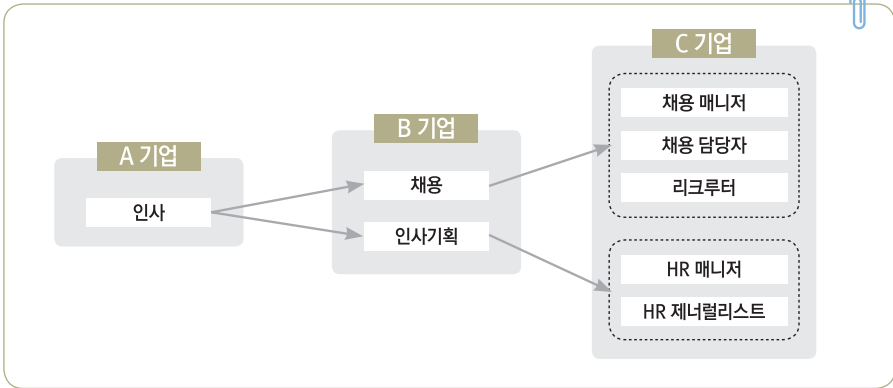 A 기업
인사
B 기업
채용
인사기획
C 기업
채용 매니저
채용 담당자
리크루터
HR 매니저
HR 제너럴리스트